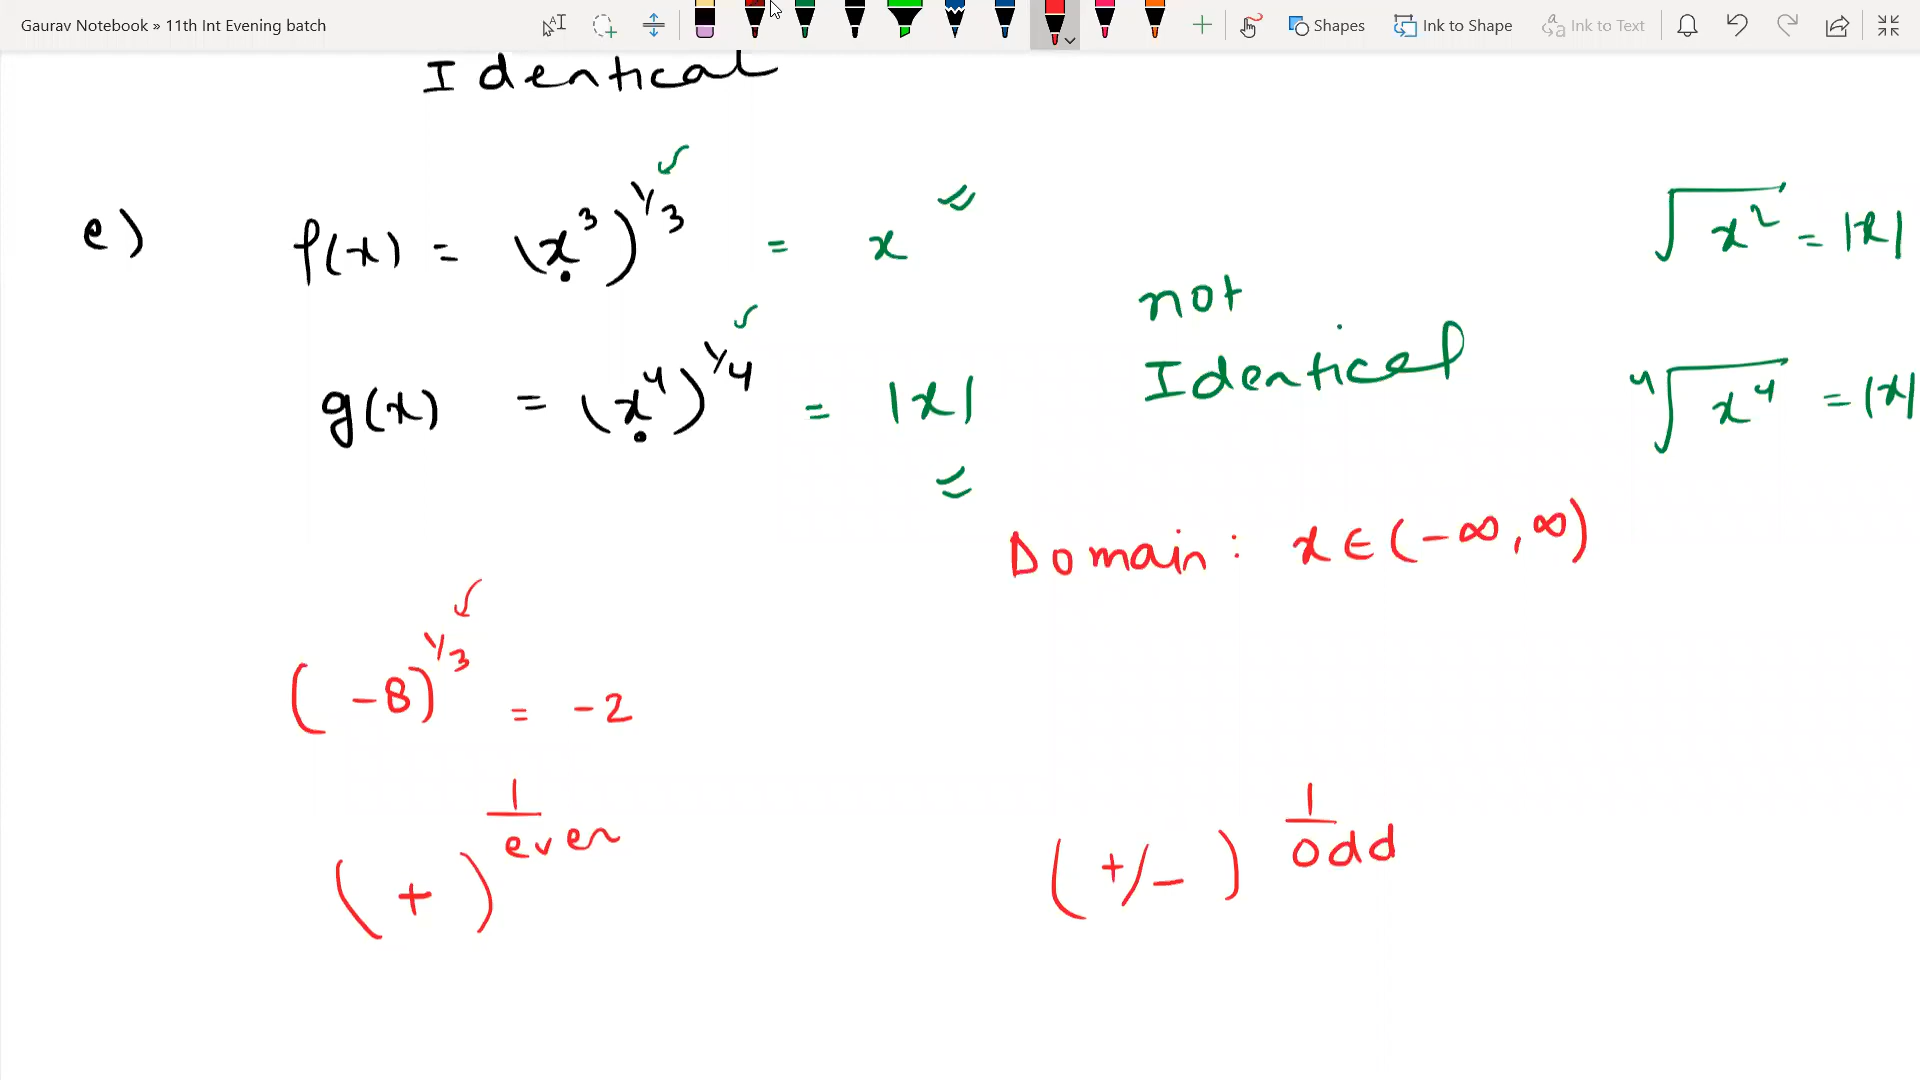 Gaurav Notebook » 11th Int Evening batch
Shapes
Ink to Shape
Ink to Text
Identical
e) f(x) = (x³)^1/3 = x
√x² = |x|
not Identical
g(x) = (x⁴)^1/4 = |x|
⁴√x⁴ = |x|
Domain: x ∈ (-∞, ∞)
(-8)^1/3 = -2
(+)^1/even
(+/-)^1/odd